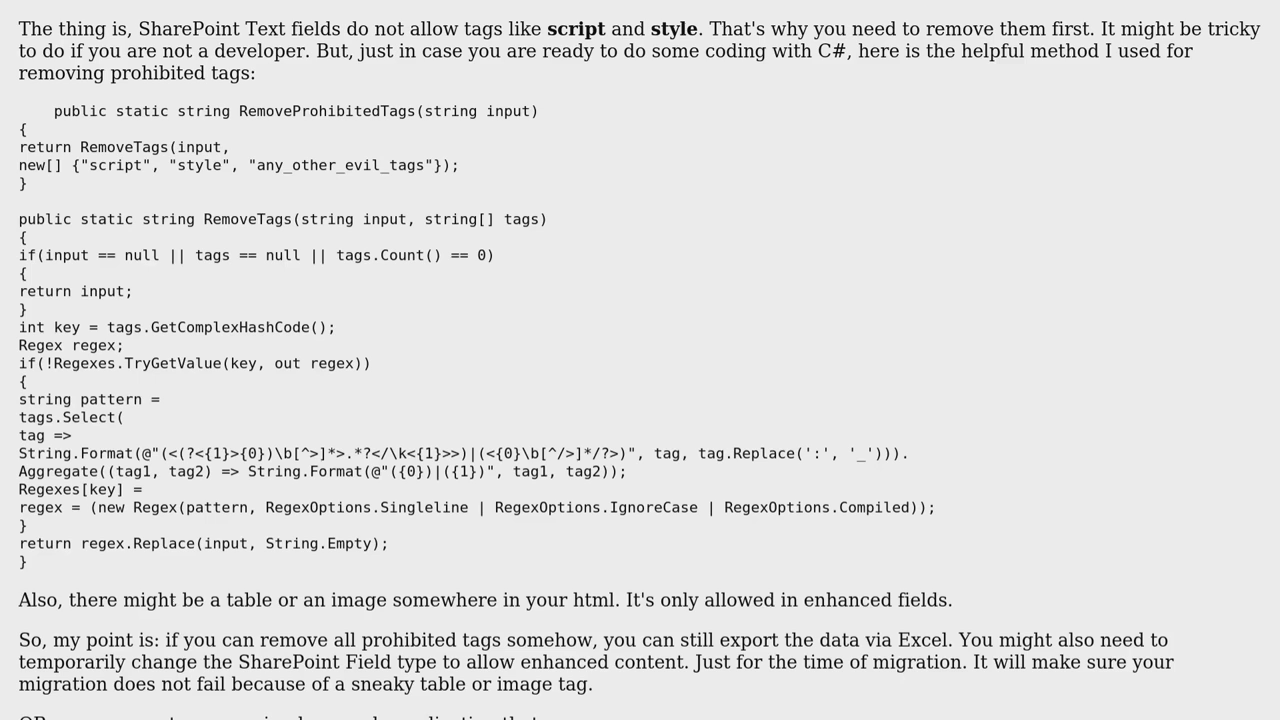 The thing is, SharePoint Text fields do not allow tags like script and style. That's why you need to remove them first. It might be tricky
to do if you are not a developer. But, just in case you are ready to do some coding with C#, here is the helpful method I used for
removing prohibited tags:
public static string RemoveProhibitedTags(string input)
{
return RemoveTags(input,
new[] {"script", "style", "any_other_evil_tags"});
}
public static string RemoveTags(string input, string[] tags)
{
if(input == null || tags == null || tags.Count() == 0)
{
return input;
}
int key = tags.GetComplexHashCode();
Regex regex;
if(!Regexes.TryGetValue(key, out regex))
{
string pattern =
tags.Select(
tag =>
String.Format(@"(<(?<{1}>{0})\b[^>]*>.*?</\k<{1}>>)|(<{0}\b[^/>]*/?>)", tag, tag.Replace(':', '_'))).
Aggregate((tag1, tag2) => String.Format(@"({0})|({1})", tag1, tag2));
Regexes[key] =
regex = (new Regex(pattern, RegexOptions.Singleline | RegexOptions.IgnoreCase | RegexOptions.Compiled));
}
return regex.Replace(input, String.Empty);
}
Also, there might be a table or an image somewhere in your html. It's only allowed in enhanced fields.
So, my point is: if you can remove all prohibited tags somehow, you can still export the data via Excel. You might also need to
temporarily change the SharePoint Field type to allow enhanced content. Just for the time of migration. It will make sure your
migration does not fail because of a sneaky table or image tag.